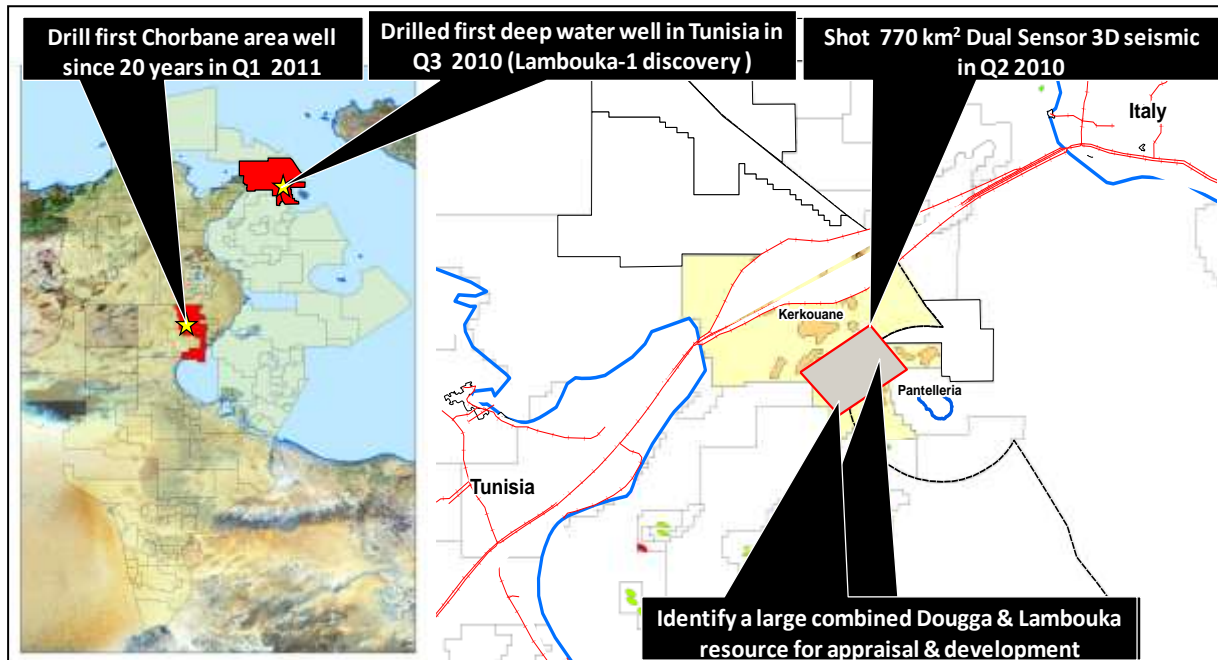 Drill first Chorbane area well
since 20 years in Q1 2011
Drilled first deep water well in Tunisia in
Q3 2010 (Lambouka-1 discovery )
Shot 770 km² Dual Sensor 3D seismic
in Q2 2010
Italy
Kerkouane
Pantelleria
Tunisia
Identify a large combined Dougga & Lambouka
resource for appraisal & development